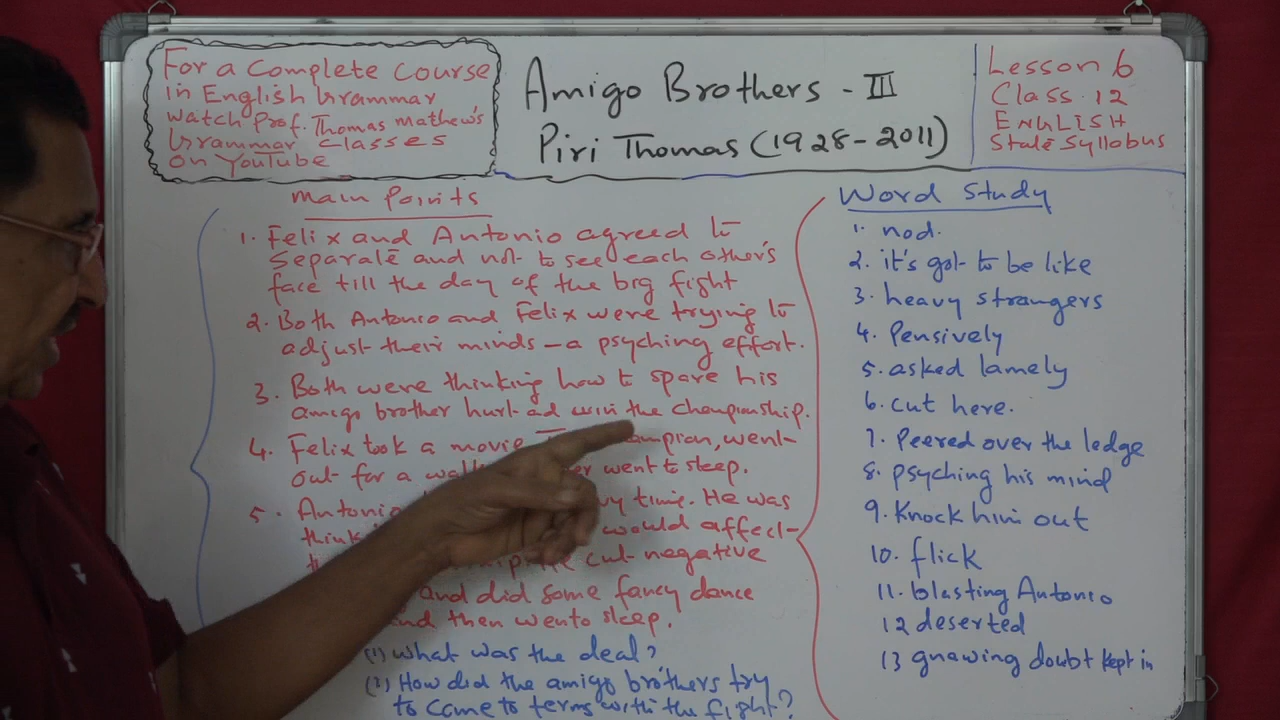 For a Complete Course
in English Grammar
Watch Prof. Thomas Mathew's
Grammar Classes
on YouTube
Amigo Brothers - III
Piri Thomas (1928-2011)
Lesson 6
Class. 12
ENGLISH
State Syllabus
Main Points
1. Felix and Antonio agreed to
separate and not to see each other's
face till the day of the big fight
2. Both Antonio and Felix were trying to
adjust their minds - a psyching effort.
3. Both were thinking how to spare his
amigo brother hurt ad win the championship.
4. Felix took a movie Champion, went
out for a went to sleep.
5. Antonio time. He was
would affect
cut negative
and did some fancy dance
and then wento sleep.
(1) What was the deal?
(2) How did the amigo brothers try
to come to terms with the fight?
Word Study
1. nod.
2. it's got to be like
3. heavy strangers
4. Pensively
5. asked lamely
6. cut here.
7. Peered over the ledge
8. psyching his mind
9. Knock him out
10. flick
11. blasting Antonio
12 deserted
13 gnawing doubt kept in